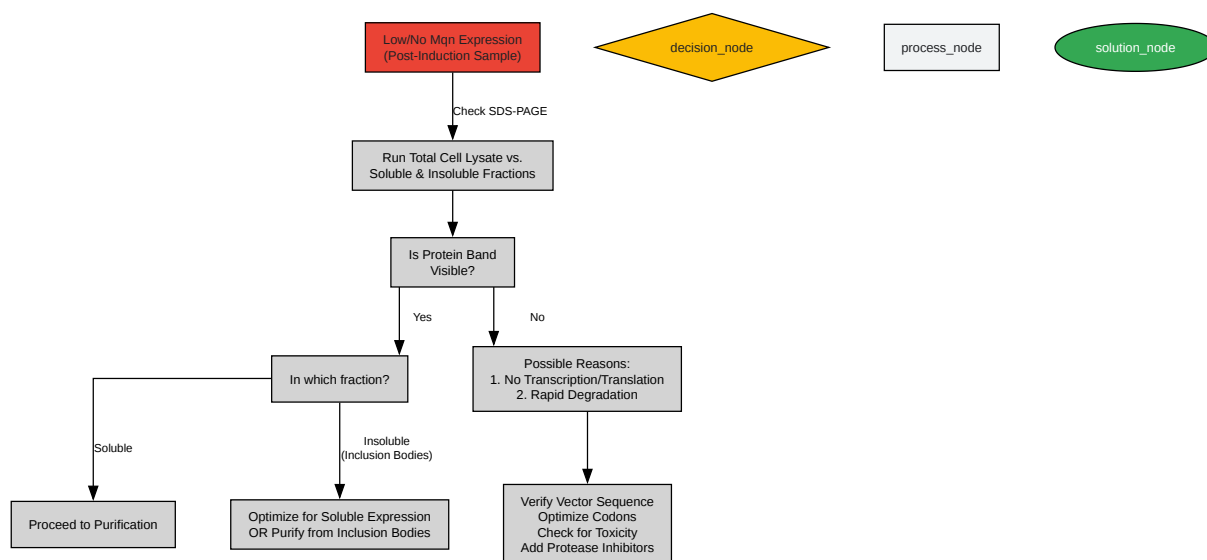 Low/No Mqn Expression
(Post-Induction Sample)
decision_node
process_node
solution_node
Check SDS-PAGE
Run Total Cell Lysate vs.
Soluble & Insoluble Fractions
Is Protein Band
Visible?
Yes
No
In which fraction?
Possible Reasons:
1. No Transcription/Translation
2. Rapid Degradation
Soluble
Insoluble
(Inclusion Bodies)
Proceed to Purification
Optimize for Soluble Expression
OR Purify from Inclusion Bodies
Verify Vector Sequence
Optimize Codons
Check for Toxicity
Add Protease Inhibitors